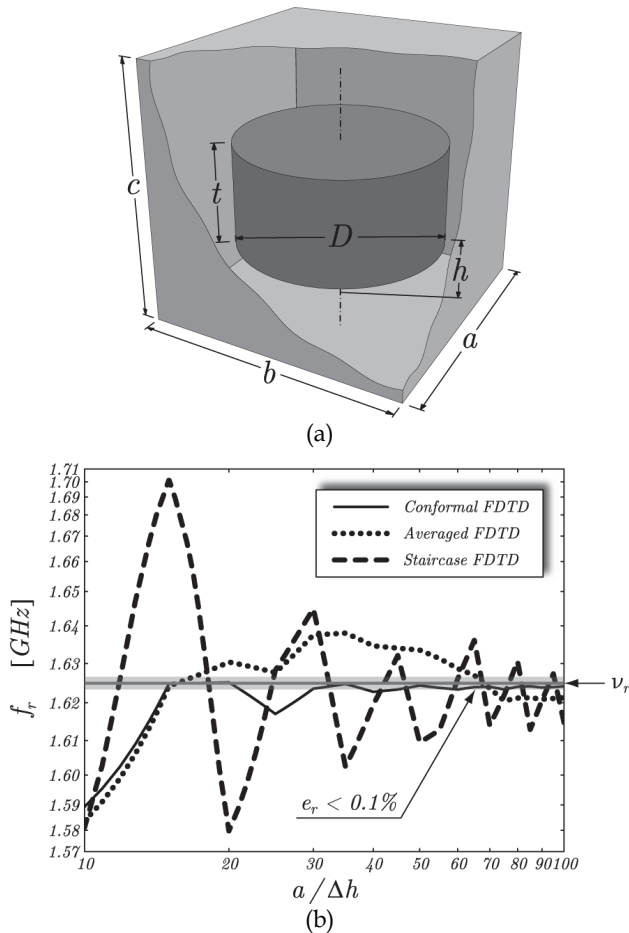 c
t
D
h
a
b
(a)
1.71
1.70
1.69
1.68
1.67
1.66
1.65
1.64
1.63
1.62
1.61
1.60
1.59
1.58
1.57
f_r [GHz]
Conformal FDTD
Averaged FDTD
Staircase FDTD
ν_r
e_r < 0.1%
10 20 30 40 50 60 70 80 90 100
a / Δh
(b)